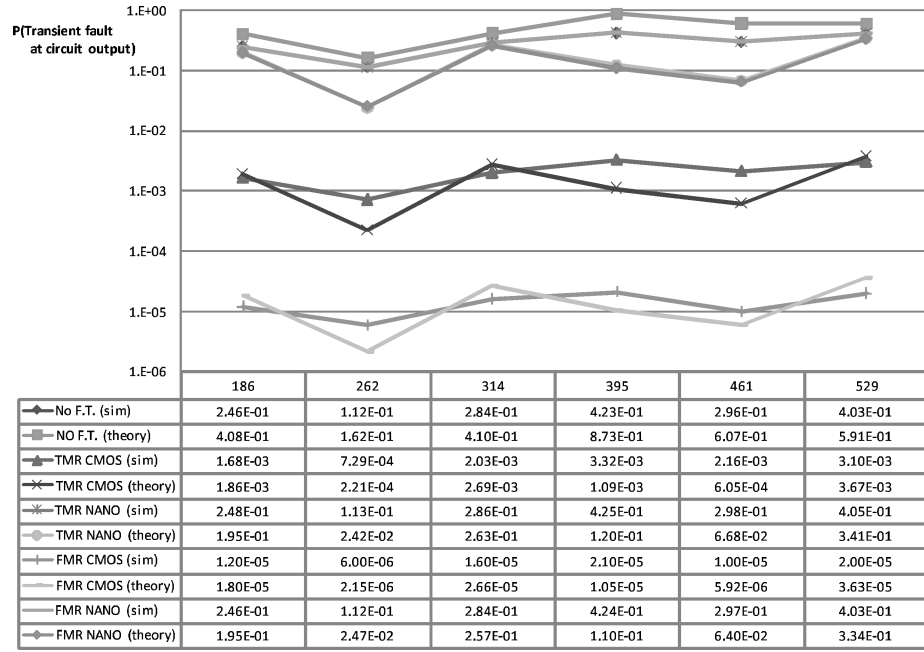 P(Transient fault
at circuit output)
1.E+00
1.E-01
1.E-02
1.E-03
1.E-04
1.E-05
1.E-06
186 262 314 395 461 529
No F.T. (sim) 2.46E-01 1.12E-01 2.84E-01 4.23E-01 2.96E-01 4.03E-01
NO F.T. (theory) 4.08E-01 1.62E-01 4.10E-01 8.73E-01 6.07E-01 5.91E-01
TMR CMOS (sim) 1.68E-03 7.29E-04 2.03E-03 3.32E-03 2.16E-03 3.10E-03
TMR CMOS (theory) 1.86E-03 2.21E-04 2.69E-03 1.09E-03 6.05E-04 3.67E-03
TMR NANO (sim) 2.48E-01 1.13E-01 2.86E-01 4.25E-01 2.98E-01 4.05E-01
TMR NANO (theory) 1.95E-01 2.42E-02 2.63E-01 1.20E-01 6.68E-02 3.41E-01
FMR CMOS (sim) 1.20E-05 6.00E-06 1.60E-05 2.10E-05 1.00E-05 2.00E-05
FMR CMOS (theory) 1.80E-05 2.15E-06 2.66E-05 1.05E-05 5.92E-06 3.63E-05
FMR NANO (sim) 2.46E-01 1.12E-01 2.84E-01 4.24E-01 2.97E-01 4.03E-01
FMR NANO (theory) 1.95E-01 2.47E-02 2.57E-01 1.10E-01 6.40E-02 3.34E-01